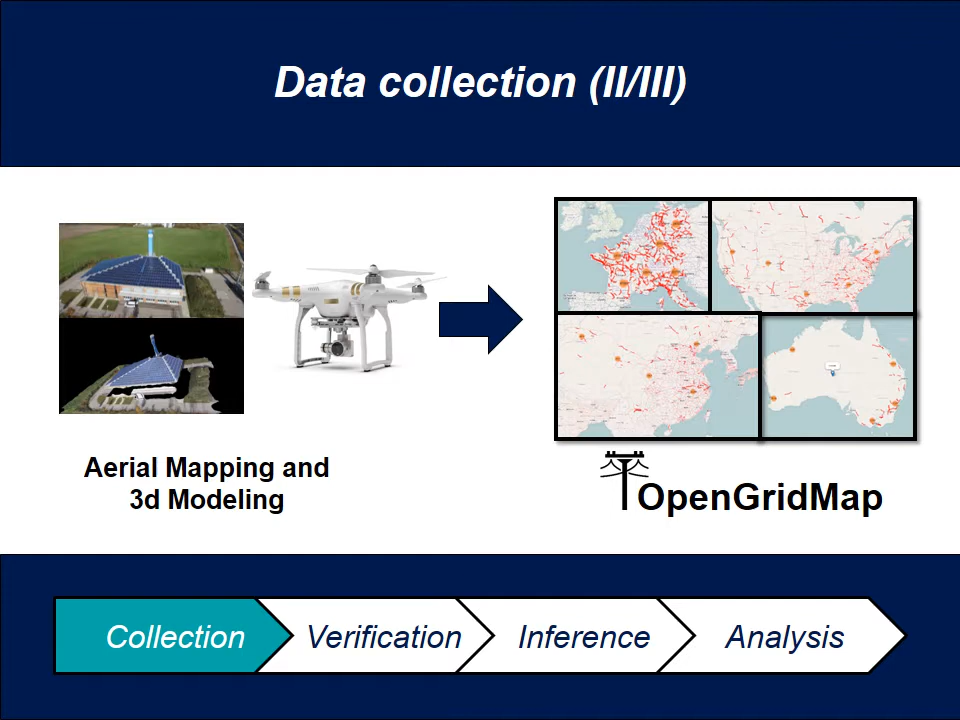 Data collection (II/III)
Aerial Mapping and
3d Modeling
OpenGridMap
Collection
Verification
Inference
Analysis